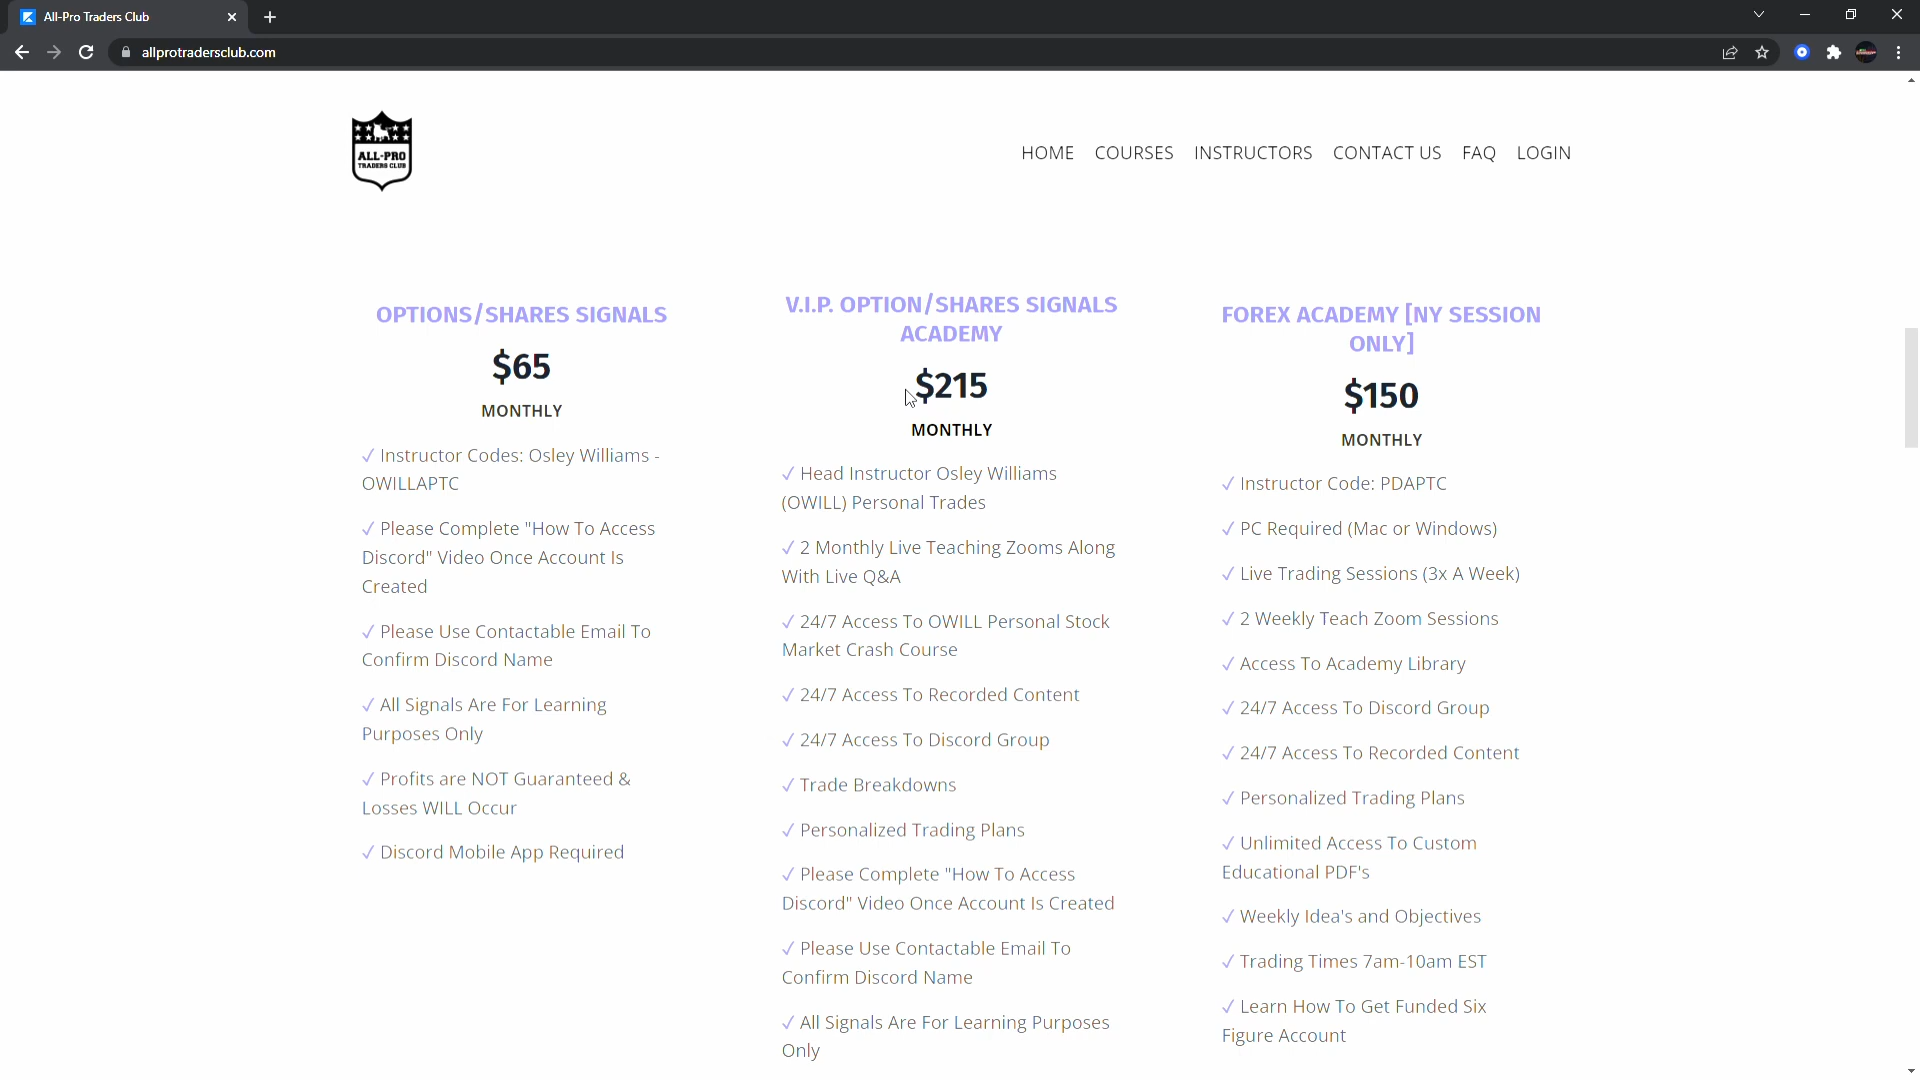 All-Pro Traders Club
allprotradersclub.com
ALL-PRO
TRADERS CLUB
HOME COURSES INSTRUCTORS CONTACT US FAQ LOGIN
OPTIONS/SHARES SIGNALS
$65
MONTHLY
✓ Instructor Codes: Osley Williams -
OWILLAPTC
✓ Please Complete "How To Access
Discord" Video Once Account Is
Created
✓ Please Use Contactable Email To
Confirm Discord Name
✓ All Signals Are For Learning
Purposes Only
✓ Profits are NOT Guaranteed &
Losses WILL Occur
✓ Discord Mobile App Required
V.I.P. OPTION/SHARES SIGNALS
ACADEMY
$215
MONTHLY
✓ Head Instructor Osley Williams
(OWILL) Personal Trades
✓ 2 Monthly Live Teaching Zooms Along
With Live Q&A
✓ 24/7 Access To OWILL Personal Stock
Market Crash Course
✓ 24/7 Access To Recorded Content
✓ 24/7 Access To Discord Group
✓ Trade Breakdowns
✓ Personalized Trading Plans
✓ Please Complete "How To Access
Discord" Video Once Account Is Created
✓ Please Use Contactable Email To
Confirm Discord Name
✓ All Signals Are For Learning Purposes
Only
FOREX ACADEMY [NY SESSION
ONLY]
$150
MONTHLY
✓ Instructor Code: PDAPTC
✓ PC Required (Mac or Windows)
✓ Live Trading Sessions (3x A Week)
✓ 2 Weekly Teach Zoom Sessions
✓ Access To Academy Library
✓ 24/7 Access To Discord Group
✓ 24/7 Access To Recorded Content
✓ Personalized Trading Plans
✓ Unlimited Access To Custom
Educational PDF's
✓ Weekly Idea's and Objectives
✓ Trading Times 7am-10am EST
✓ Learn How To Get Funded Six
Figure Account